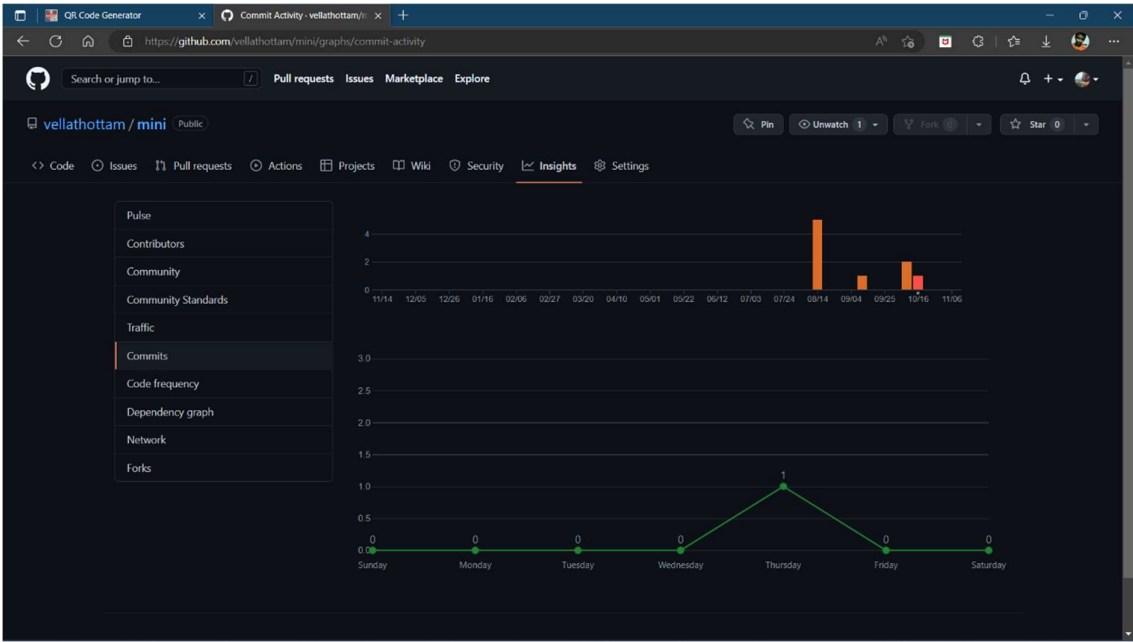 QR Code Generator
Commit Activity · vellathottam/m
https://github.com/vellathottam/mini/graphs/commit-activity
Search or jump to... /
Pull requests Issues Marketplace Explore
vellathottam / mini Public
Pin Unwatch 1 Fork 0 Star 0
Code Issues Pull requests Actions Projects Wiki Security Insights Settings
Pulse
Contributors
Community
Community Standards
Traffic
Commits
Code frequency
Dependency graph
Network
Forks
4
2
0
11/14 12/05 12/26 01/16 02/06 02/27 03/20 04/10 05/01 05/22 06/12 07/03 07/24 08/14 09/04 09/25 10/16 11/06
3.0
2.5
2.0
1.5
1.0
0.5
0.0
0 0 0 0 1 0 0
Sunday Monday Tuesday Wednesday Thursday Friday Saturday